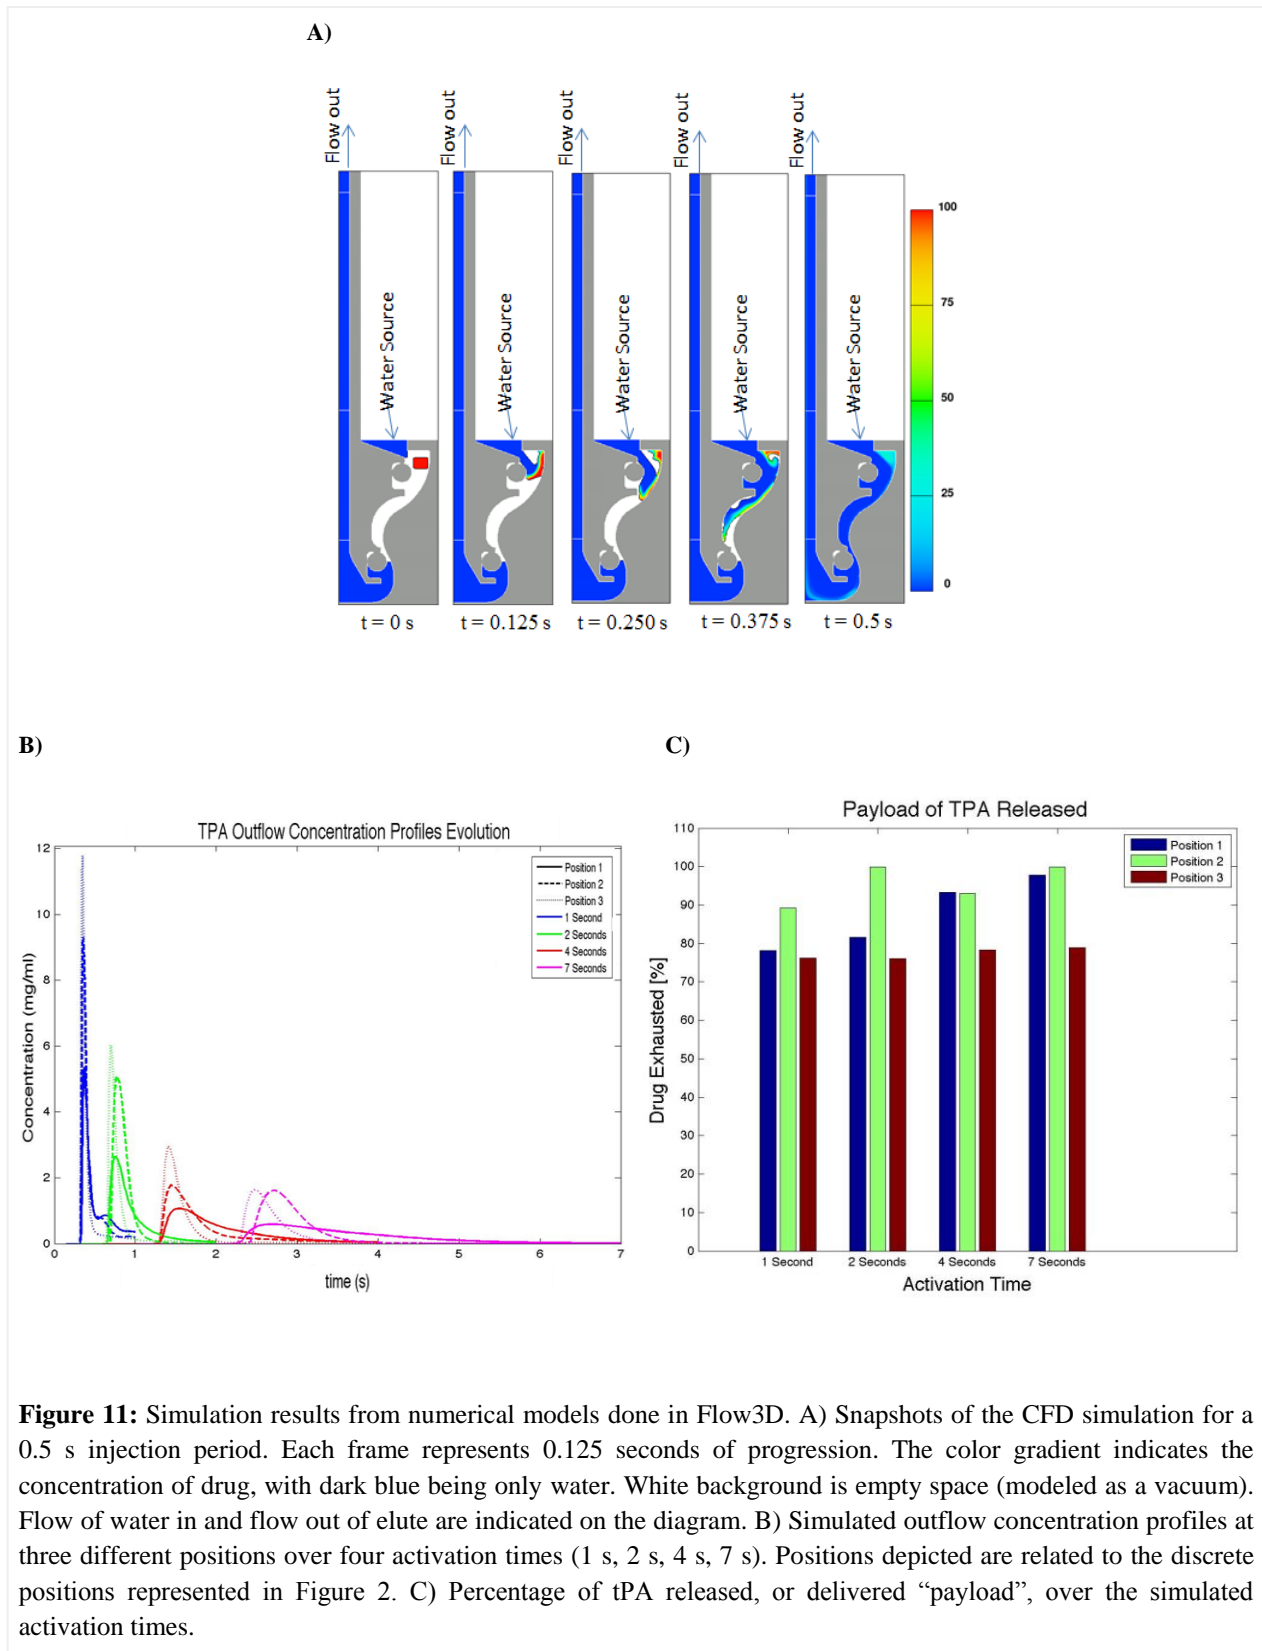 A)
Flow out
Flow out
Flow out
Flow out
Flow out
Water Source
Water Source
Water Source
Water Source
Water Source
100
75
50
25
0
t = 0 s
t = 0.125 s
t = 0.250 s
t = 0.375 s
t = 0.5 s
B)
TPA Outflow Concentration Profiles Evolution
Concentration (mg/ml)
12
10
8
6
4
2
0
0
1
2
3
4
5
6
7
time (s)
Position 1
Position 2
Position 3
1 Second
2 Seconds
4 Seconds
7 Seconds
C)
Payload of TPA Released
Drug Exhausted [%]
110
100
90
80
70
60
50
40
30
20
10
0
1 Second
2 Seconds
4 Seconds
7 Seconds
Activation Time
Position 1
Position 2
Position 3
Figure 11: Simulation results from numerical models done in Flow3D. A) Snapshots of the CFD simulation for a
0.5 s injection period. Each frame represents 0.125 seconds of progression. The color gradient indicates the
concentration of drug, with dark blue being only water. White background is empty space (modeled as a vacuum).
Flow of water in and flow out of elute are indicated on the diagram. B) Simulated outflow concentration profiles at
three different positions over four activation times (1 s, 2 s, 4 s, 7 s). Positions depicted are related to the discrete
positions represented in Figure 2. C) Percentage of tPA released, or delivered “payload”, over the simulated
activation times.